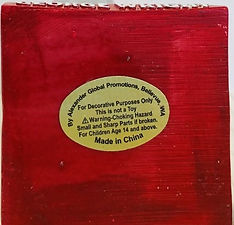 By Alexander Global Promotions, Bellevue, WA
For Decorative Purposes Only
This is not a Toy
⚠Warning-Choking Hazard
Small and Sharp Parts if broken.
For Children Age 14 and above.
Made in China